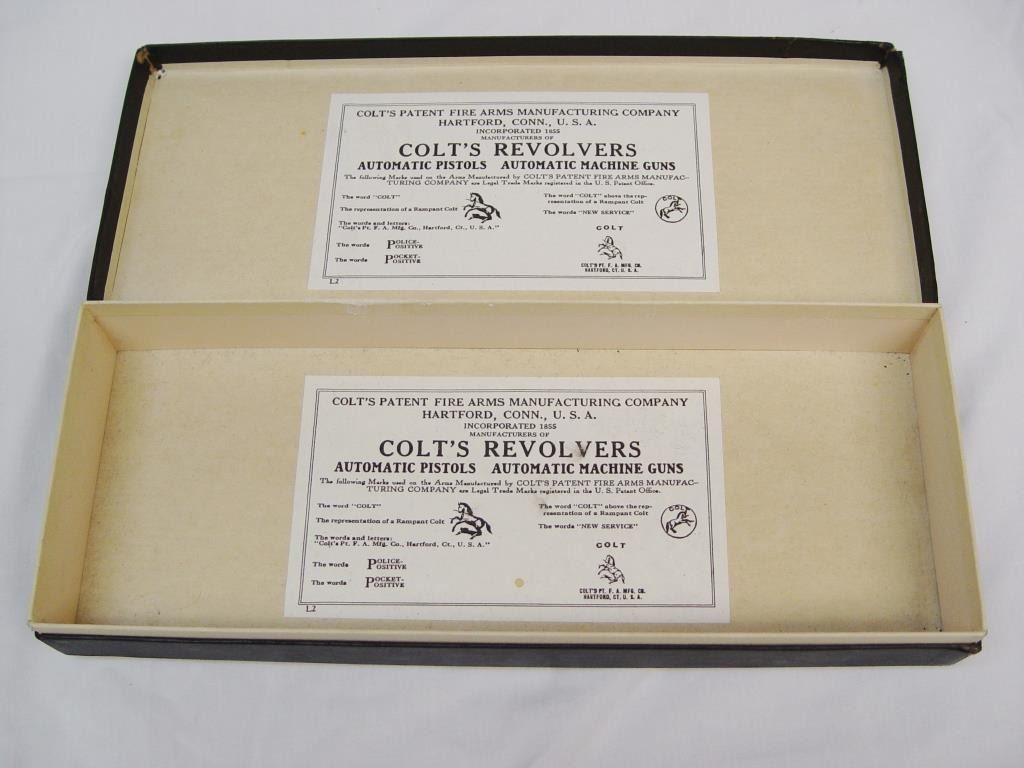 COLT'S PATENT FIRE ARMS MANUFACTURING COMPANY
HARTFORD, CONN., U. S. A.
INCORPORATED 1855
MANUFACTURERS OF
COLT'S REVOLVERS
AUTOMATIC PISTOLS AUTOMATIC MACHINE GUNS
The following Marks used on the Arms Manufactured by COLT'S PATENT FIRE ARMS MANUFAC-
TURING COMPANY are Legal Trade Marks registered in the U. S. Patent Office.
The word "COLT"
The representation of a Rampant Colt
The words and letters:
"Colt's Pt. F. A. Mfg. Co., Hartford, Ct., U. S. A."
The words POLICE-
POSITIVE
The words POCKET-
POSITIVE
The word "COLT" above the rep-
resentation of a Rampant Colt
COLT
The words "NEW SERVICE"
COLT
COLT'S PT. F. A. MFG. CO.
HARTFORD, CT. U. S. A.
L2
COLT'S PATENT FIRE ARMS MANUFACTURING COMPANY
HARTFORD, CONN., U. S. A.
INCORPORATED 1855
MANUFACTURERS OF
COLT'S REVOLVERS
AUTOMATIC PISTOLS AUTOMATIC MACHINE GUNS
The following Marks used on the Arms Manufactured by COLT'S PATENT FIRE ARMS MANUFAC-
TURING COMPANY are Legal Trade Marks registered in the U. S. Patent Office.
The word "COLT"
The representation of a Rampant Colt
The words and letters:
"Colt's Pt. F. A. Mfg. Co., Hartford, Ct., U. S. A."
The words POLICE-
POSITIVE
The words POCKET-
POSITIVE
The word "COLT" above the rep-
resentation of a Rampant Colt
COLT
The words "NEW SERVICE"
COLT
COLT'S PT. F. A. MFG. CO.
HARTFORD, CT. U. S. A.
L2